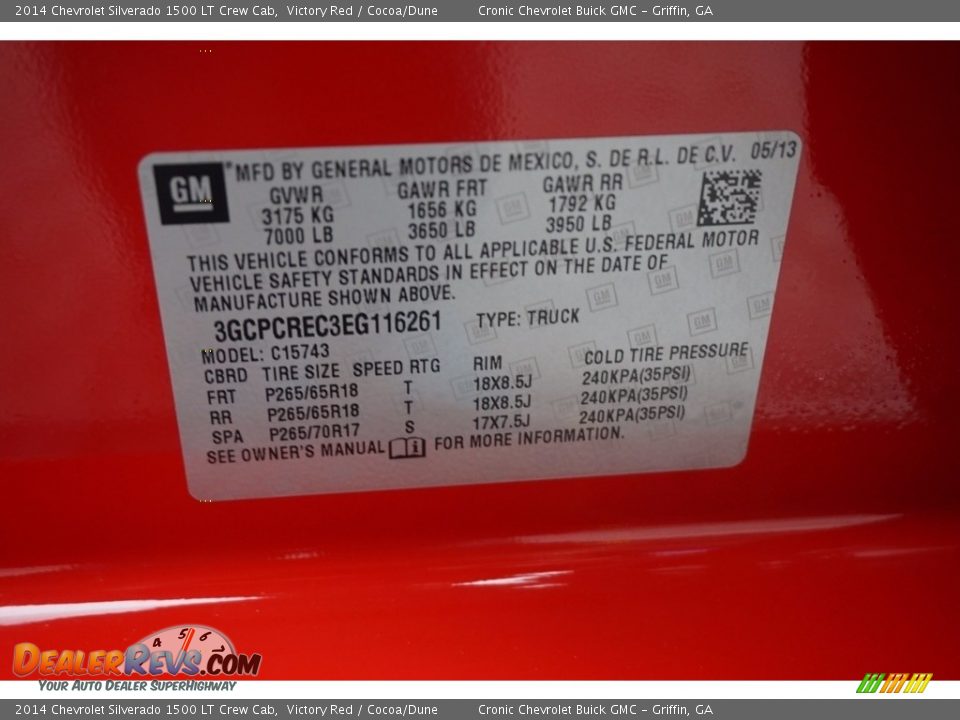 2014 Chevrolet Silverado 1500 LT Crew Cab, Victory Red / Cocoa/Dune Cronic Chevrolet Buick GMC - Griffin, GA
GM MFD BY GENERAL MOTORS DE MEXICO, S. DE R.L. DE C.V. 05/13
GVWR GAWR FRT GAWR RR
3175 KG 1656 KG 1792 KG
7000 LB 3650 LB 3950 LB
THIS VEHICLE CONFORMS TO ALL APPLICABLE U.S. FEDERAL MOTOR
VEHICLE SAFETY STANDARDS IN EFFECT ON THE DATE OF
MANUFACTURE SHOWN ABOVE.
3GCPCREC3EG116261 TYPE: TRUCK
MODEL: C15743
CBRD TIRE SIZE SPEED RTG RIM COLD TIRE PRESSURE
FRT P265/65R18 T 18X8.5J 240KPA(35PSI)
RR P265/65R18 T 18X8.5J 240KPA(35PSI)
SPA P265/70R17 S 17X7.5J 240KPA(35PSI)
SEE OWNER'S MANUAL FOR MORE INFORMATION.
4 5 6
DEALERREVS.COM
YOUR AUTO DEALER SUPERHIGHWAY
2014 Chevrolet Silverado 1500 LT Crew Cab, Victory Red / Cocoa/Dune Cronic Chevrolet Buick GMC - Griffin, GA